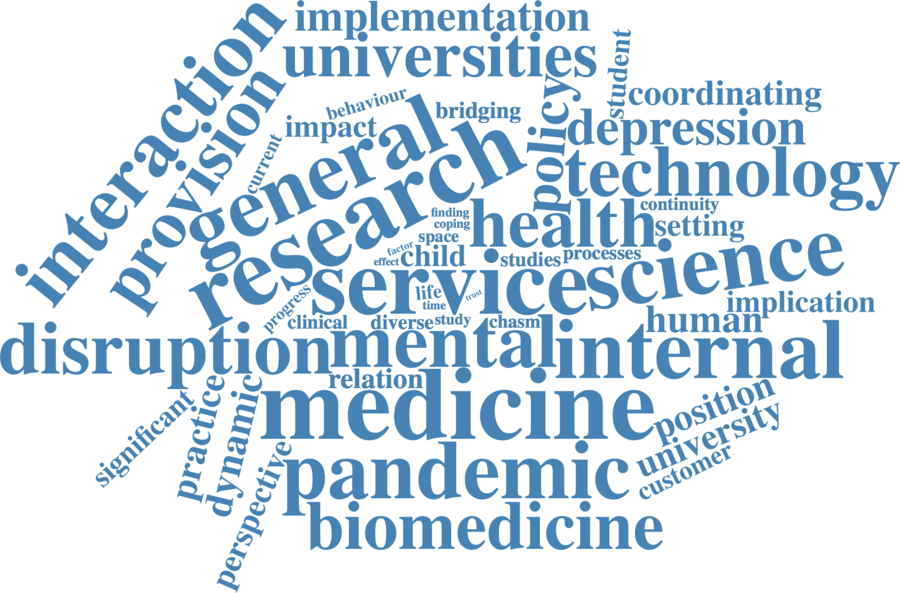 implementation
universities
interaction
provision
student
coordinating
behaviour
bridging
impact
policy
depression
general
research
current
technology
continuity
finding
coping
health
setting
space
factor
effect
child
studies
processes
science
services
life
time
trust
progress
implication
human
clinical
diverse
study
chasm
disruption
mental
internal
relation
medicine
position
university
customer
significant
practice
dynamic
perspective
pandemic
biomedicine